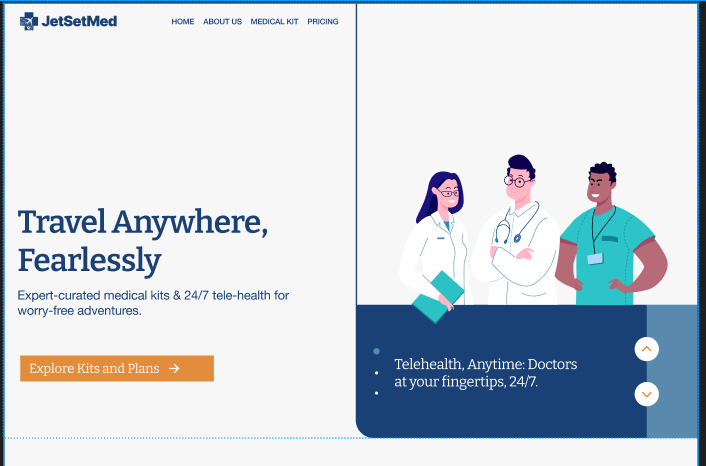 JetSetMed
HOME ABOUT US MEDICAL KIT PRICING
Travel Anywhere,
Fearlessly
Expert-curated medical kits & 24/7 tele-health for
worry-free adventures.
Explore Kits and Plans
Telehealth, Anytime: Doctors
at your fingertips, 24/7.